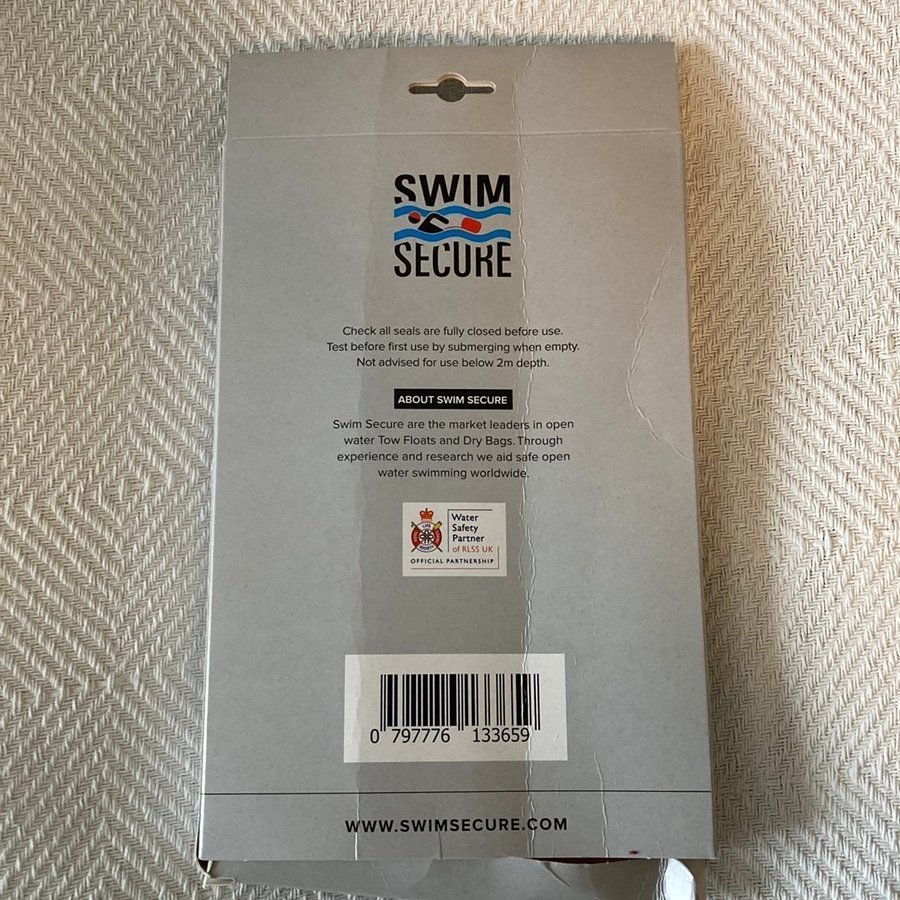 SWIM
SECURE
Check all seals are fully closed before use.
Test before first use by submerging when empty.
Not advised for use below 2m depth.
ABOUT SWIM SECURE
Swim Secure are the market leaders in open
water Tow Floats and Dry Bags. Through
experience and research we aid safe open
water swimming worldwide.
Water
Safety
Partner
of RLSS UK
OFFICIAL PARTNERSHIP
0 797776 133659
WWW.SWIMSECURE.COM